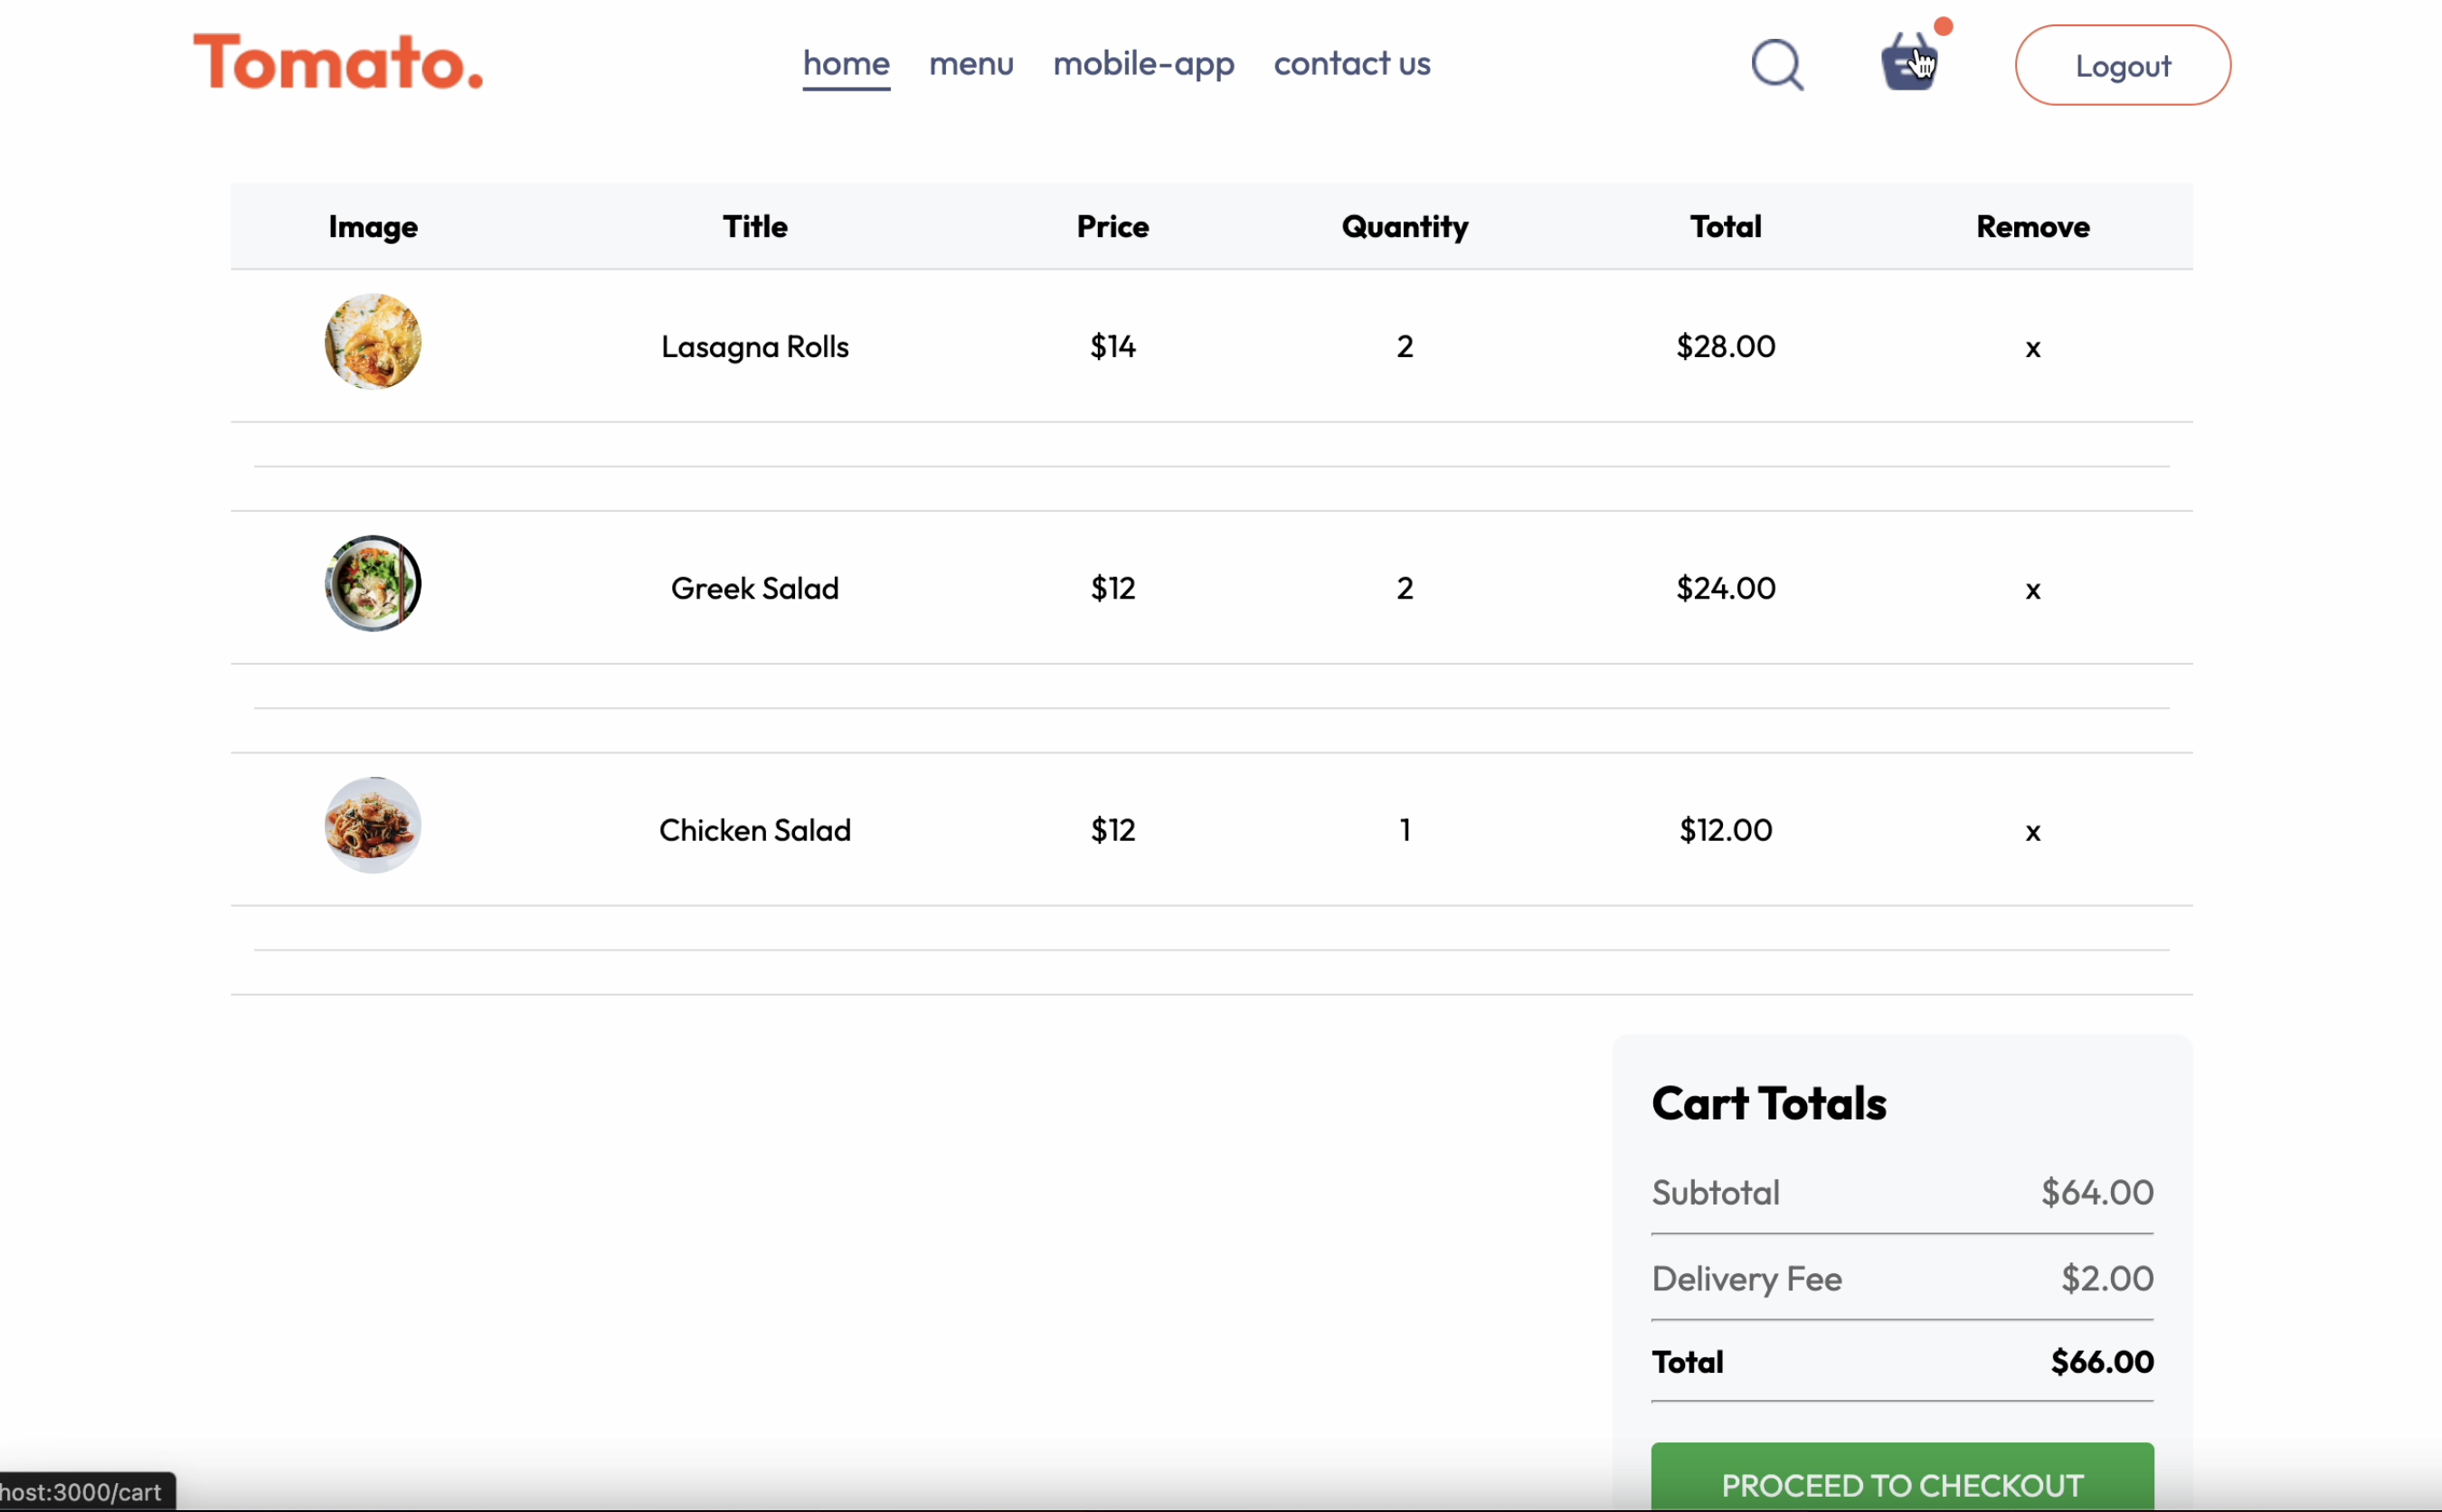 Tomato.
home menu mobile-app contact us
Logout
Image Title Price Quantity Total Remove
Lasagna Rolls $14 2 $28.00 x
Greek Salad $12 2 $24.00 x
Chicken Salad $12 1 $12.00 x
Cart Totals
Subtotal $64.00
Delivery Fee $2.00
Total $66.00
PROCEED TO CHECKOUT
host:3000/cart